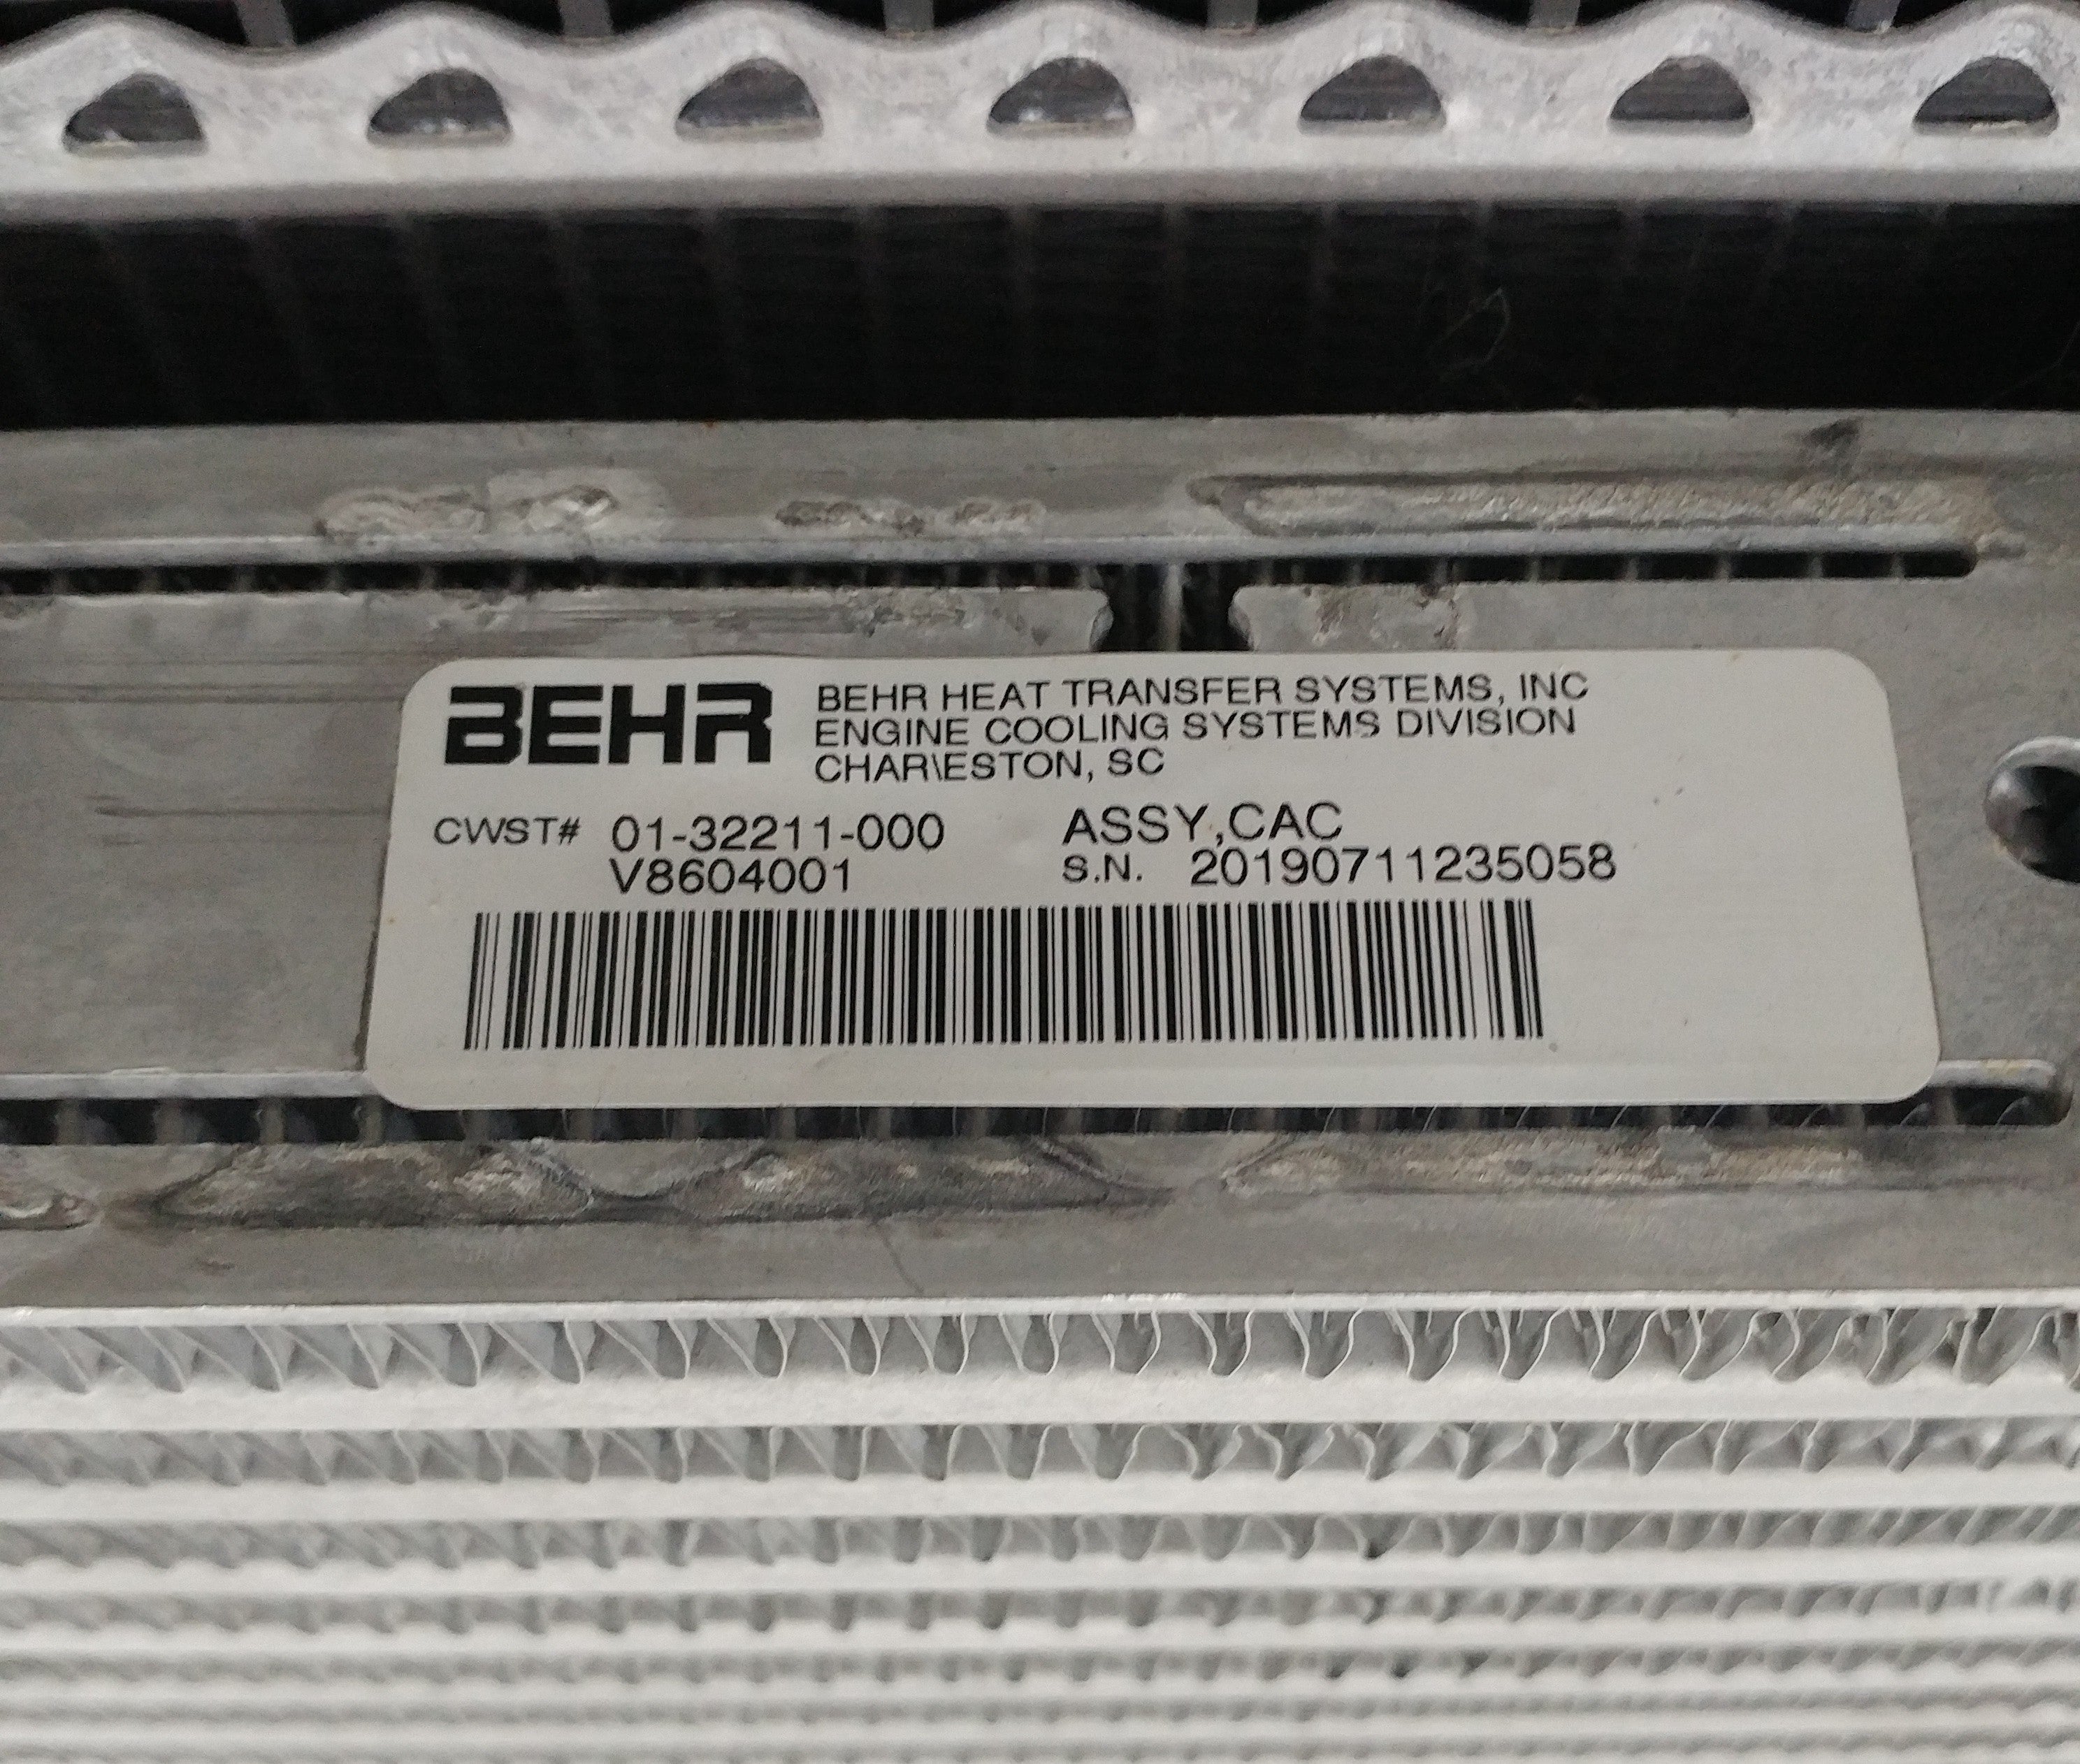 BEHR
BEHR HEAT TRANSFER SYSTEMS, INC
ENGINE COOLING SYSTEMS DIVISION
CHAR\ESTON, SC
CWST# 01-32211-000 ASSY,CAC
V8604001 S.N. 20190711235058